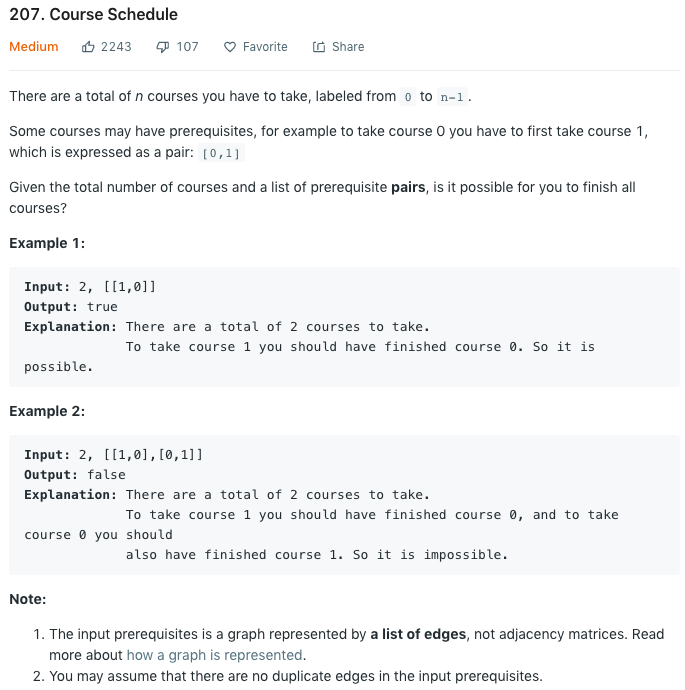 207. Course Schedule
Medium 2243 107 Favorite Share
There are a total of n courses you have to take, labeled from 0 to n-1.
Some courses may have prerequisites, for example to take course 0 you have to first take course 1,
which is expressed as a pair: [0,1]
Given the total number of courses and a list of prerequisite pairs, is it possible for you to finish all
courses?
Example 1:
Input: 2, [[1,0]]
Output: true
Explanation: There are a total of 2 courses to take.
To take course 1 you should have finished course 0. So it is
possible.
Example 2:
Input: 2, [[1,0],[0,1]]
Output: false
Explanation: There are a total of 2 courses to take.
To take course 1 you should have finished course 0, and to take
course 0 you should
also have finished course 1. So it is impossible.
Note:
1. The input prerequisites is a graph represented by a list of edges, not adjacency matrices. Read
more about how a graph is represented.
2. You may assume that there are no duplicate edges in the input prerequisites.